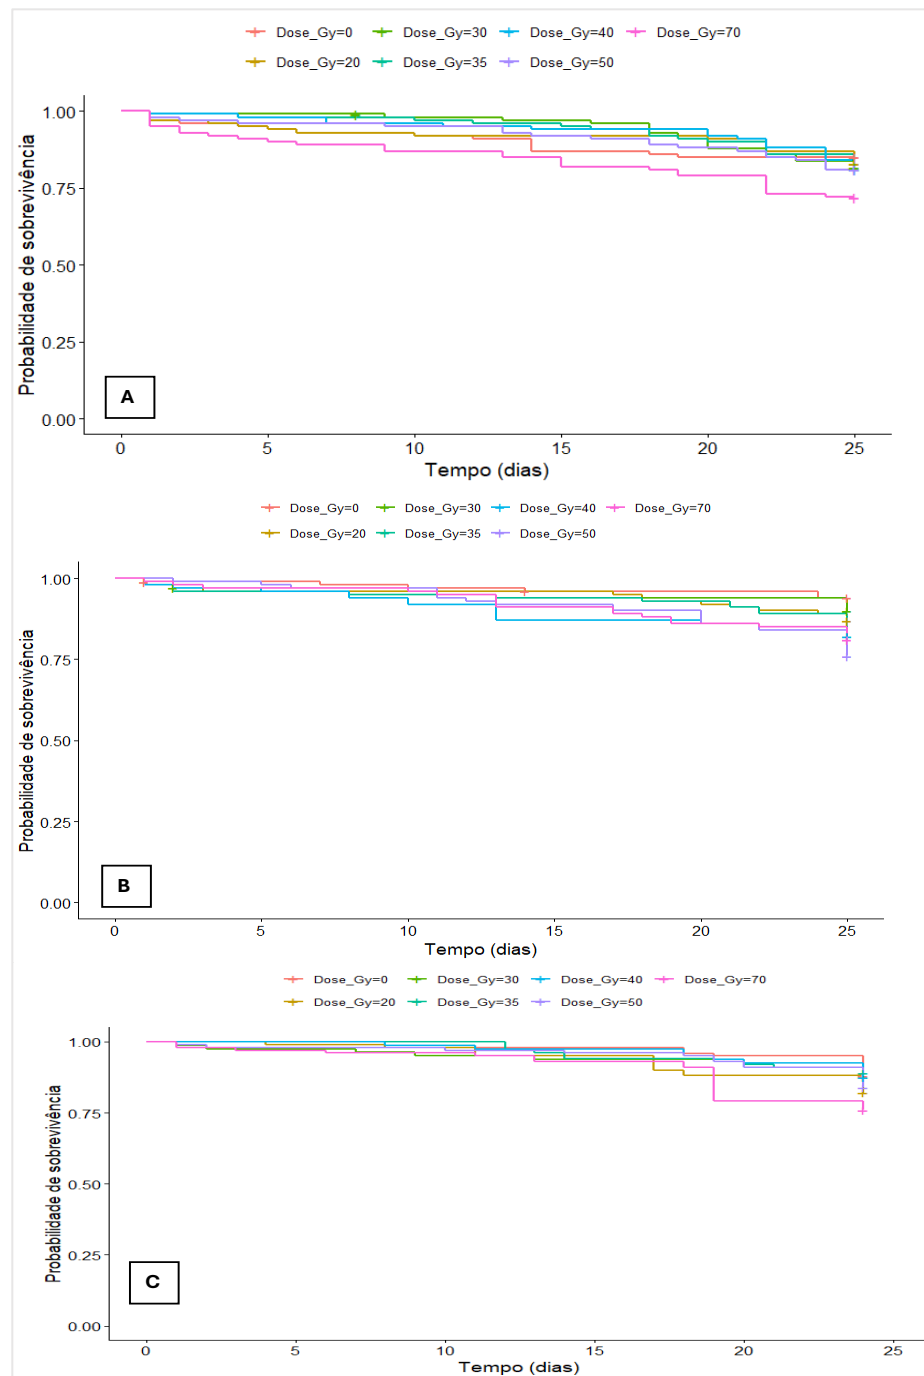 Dose_Gy=0 Dose_Gy=30 Dose_Gy=40 Dose_Gy=70
Dose_Gy=20 Dose_Gy=35 Dose_Gy=50
Probabilidade de sobrevivência
1.00
0.75
0.50
0.25
0.00
A
0 5 10 15 20 25
Tempo (dias)
Dose_Gy=0 Dose_Gy=30 Dose_Gy=40 Dose_Gy=70
Dose_Gy=20 Dose_Gy=35 Dose_Gy=50
Probabilidade de sobrevivência
1.00
0.75
0.50
0.25
0.00
B
0 5 10 15 20 25
Tempo (dias)
Dose_Gy=0 Dose_Gy=30 Dose_Gy=40 Dose_Gy=70
Dose_Gy=20 Dose_Gy=35 Dose_Gy=50
Probabilidade de sobrevivência
1.00
0.75
0.50
0.25
0.00
C
0 5 10 15 20 25
Tempo (dias)